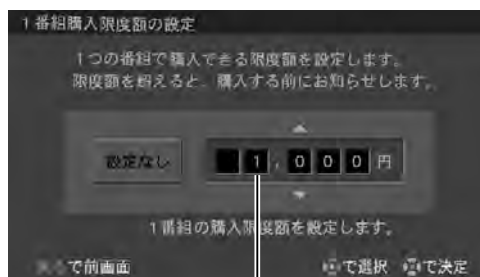 1番組購入限度額の設定
1つの番組で購入できる限度額を設定します。
限度額を超えると、購入する前にお知らせします。
設定なし 1,000円
1番組の購入限度額を設定します。
で前画面 で選択 で決定